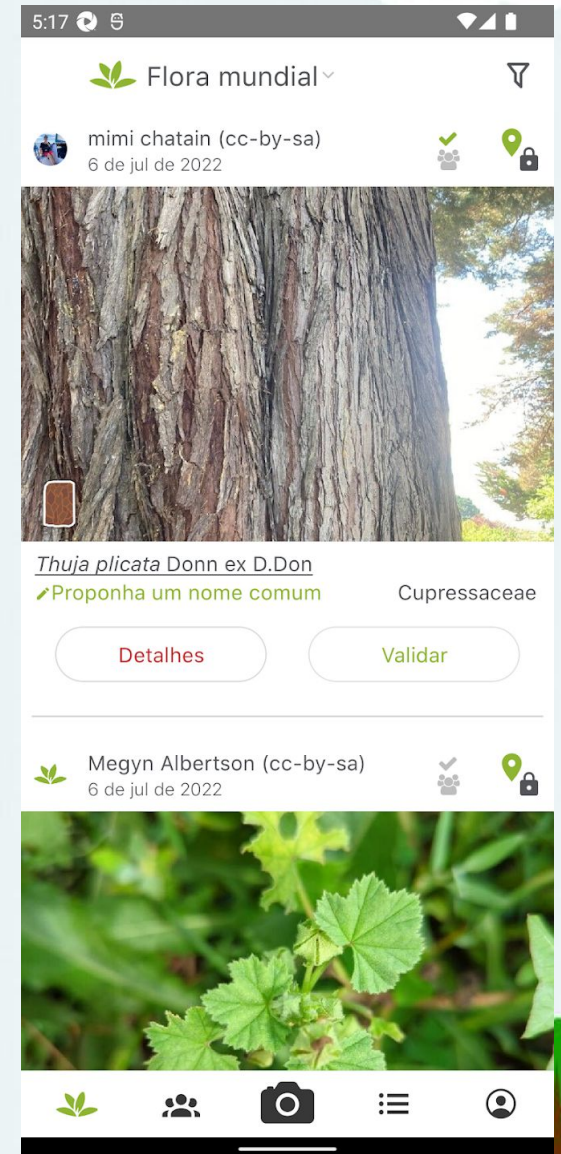 5:17
Flora mundial
mimi chatain (cc-by-sa)
6 de jul de 2022
Thuja plicata Donn ex D.Don
Proponha um nome comum
Cupressaceae
Detalhes
Validar
Megyn Albertson (cc-by-sa)
6 de jul de 2022